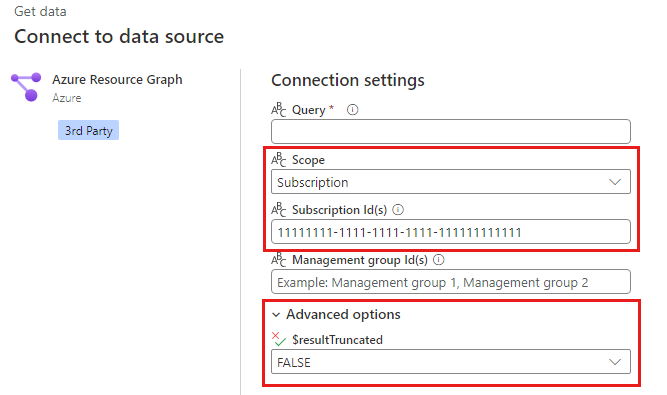 Get data
Connect to data source
Azure Resource Graph
Azure
3rd Party
Connection settings
ABC Query *
ABC Scope
Subscription
ABC Subscription Id(s)
11111111-1111-1111-1111-111111111111
ABC Management group Id(s)
Example: Management group 1, Management group 2
Advanced options
$resultTruncated
FALSE